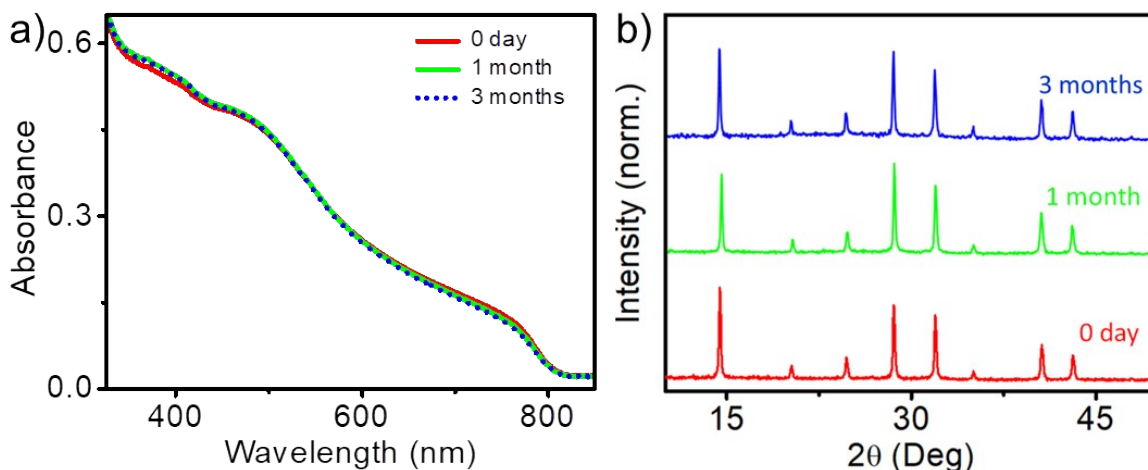 a)
0.6
0.3
0.0
Absorbance
400
600
800
Wavelength (nm)
0 day
1 month
3 months
b)
Intensity (norm.)
3 months
1 month
0 day
15
30
45
2θ (Deg)